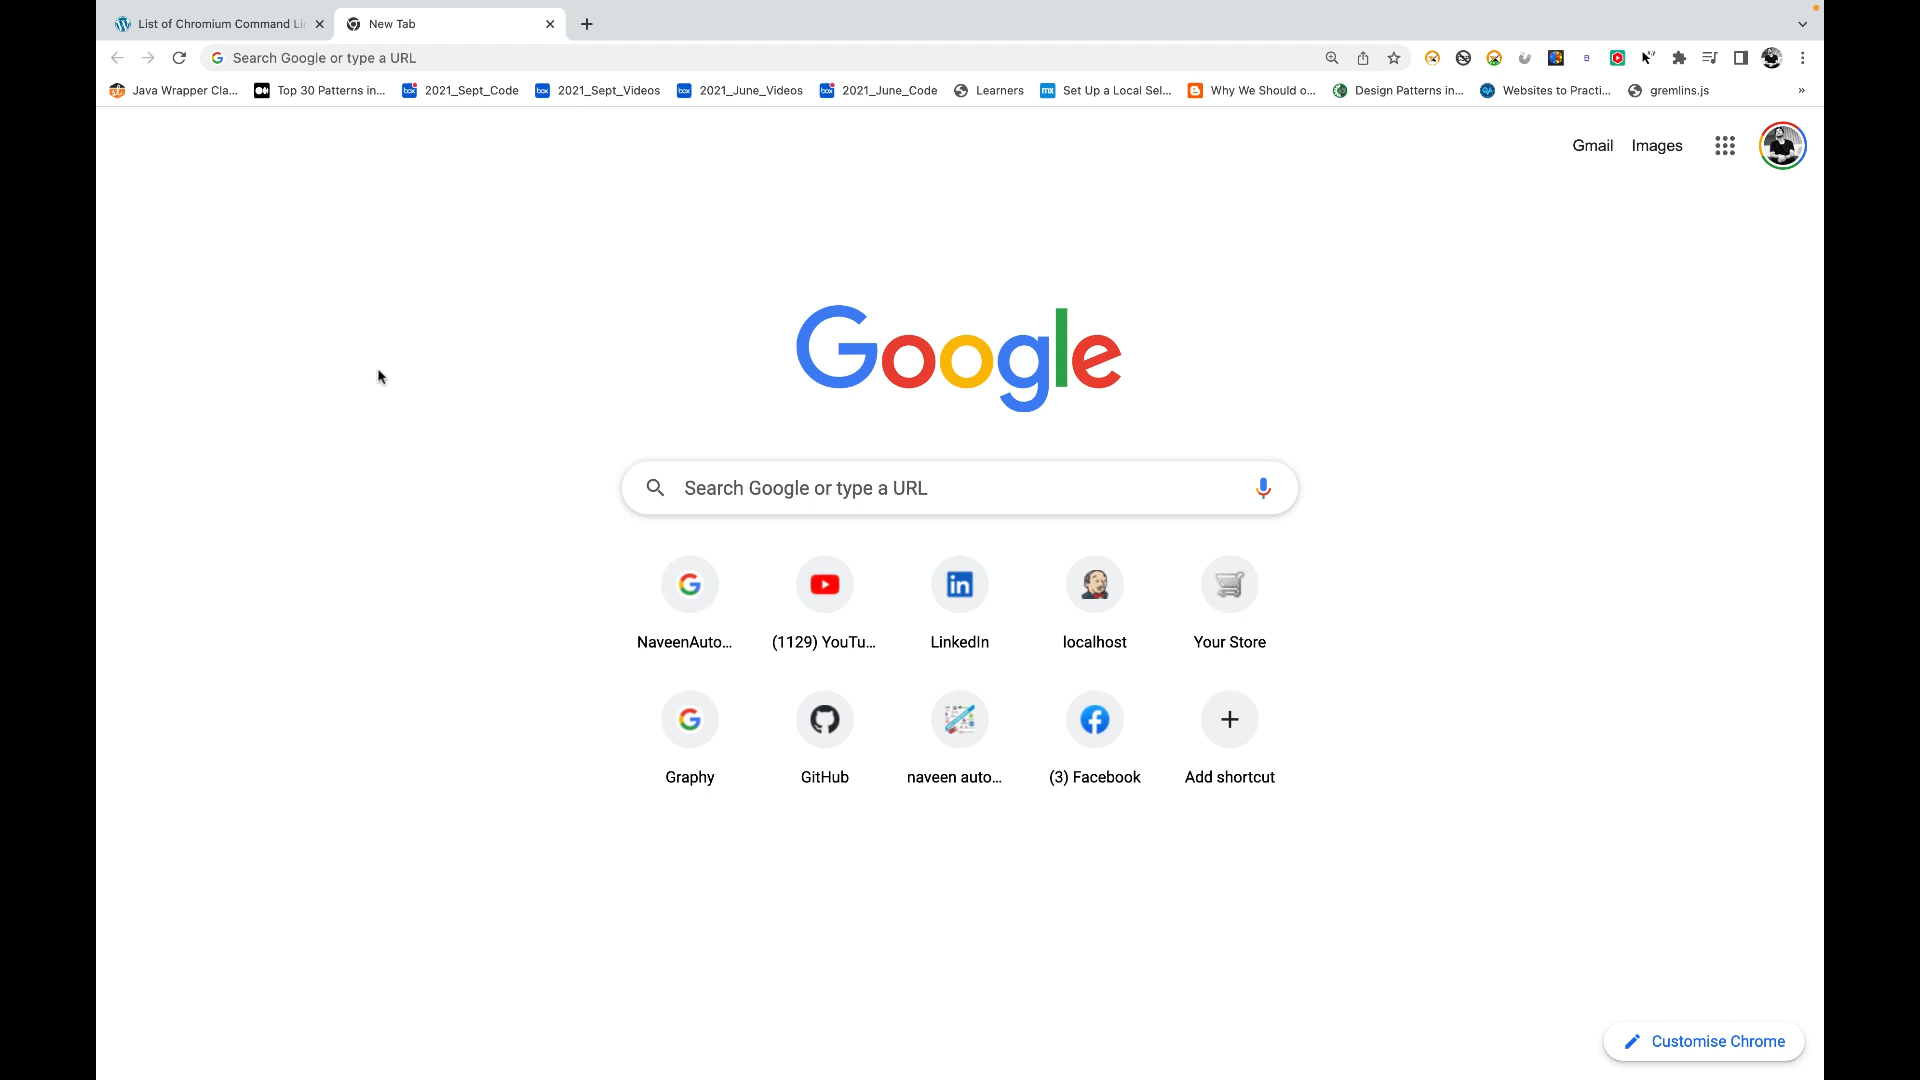 List of Chromium Command Li
New Tab
Search Google or type a URL
Java Wrapper Cla...
Top 30 Patterns in...
2021_Sept_Code
2021_Sept_Videos
2021_June_Videos
2021_June_Code
Learners
Set Up a Local Sel...
Why We Should o...
Design Patterns in...
Websites to Practi...
gremlins.js
»
Gmail
Images
Google
Search Google or type a URL
NaveenAuto...
(1129) YouTu...
LinkedIn
localhost
Your Store
Graphy
GitHub
naveen auto...
(3) Facebook
Add shortcut
Customise Chrome